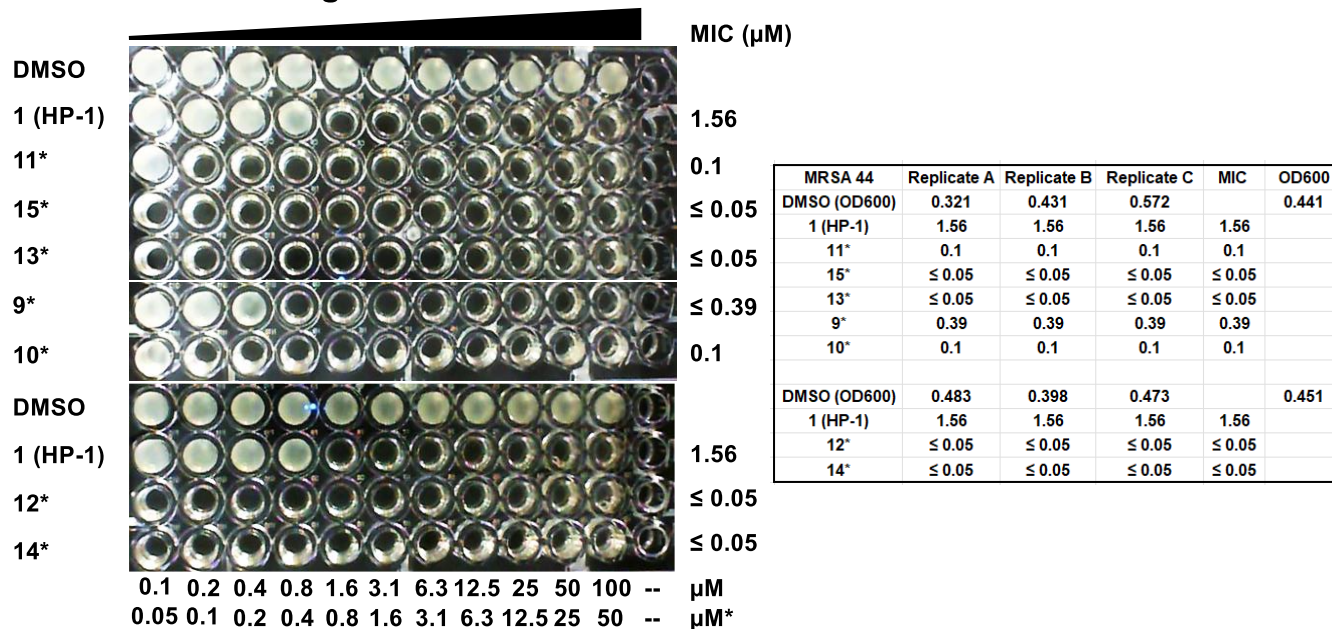 MIC (µM)
DMSO
1 (HP-1) 1.56
11* 0.1
15* ≤ 0.05
13* ≤ 0.05
9* ≤ 0.39
10* 0.1
DMSO
1 (HP-1) 1.56
12* ≤ 0.05
14* ≤ 0.05
0.1 0.2 0.4 0.8 1.6 3.1 6.3 12.5 25 50 100 -- µM
0.05 0.1 0.2 0.4 0.8 1.6 3.1 6.3 12.5 25 50 -- µM*
MRSA 44 Replicate A Replicate B Replicate C MIC OD600
DMSO (OD600) 0.321 0.431 0.572 0.441
1 (HP-1) 1.56 1.56 1.56 1.56
11* 0.1 0.1 0.1 0.1
15* ≤ 0.05 ≤ 0.05 ≤ 0.05 ≤ 0.05
13* ≤ 0.05 ≤ 0.05 ≤ 0.05 ≤ 0.05
9* 0.39 0.39 0.39 0.39
10* 0.1 0.1 0.1 0.1
DMSO (OD600) 0.483 0.398 0.473 0.451
1 (HP-1) 1.56 1.56 1.56 1.56
12* ≤ 0.05 ≤ 0.05 ≤ 0.05 ≤ 0.05
14* ≤ 0.05 ≤ 0.05 ≤ 0.05 ≤ 0.05